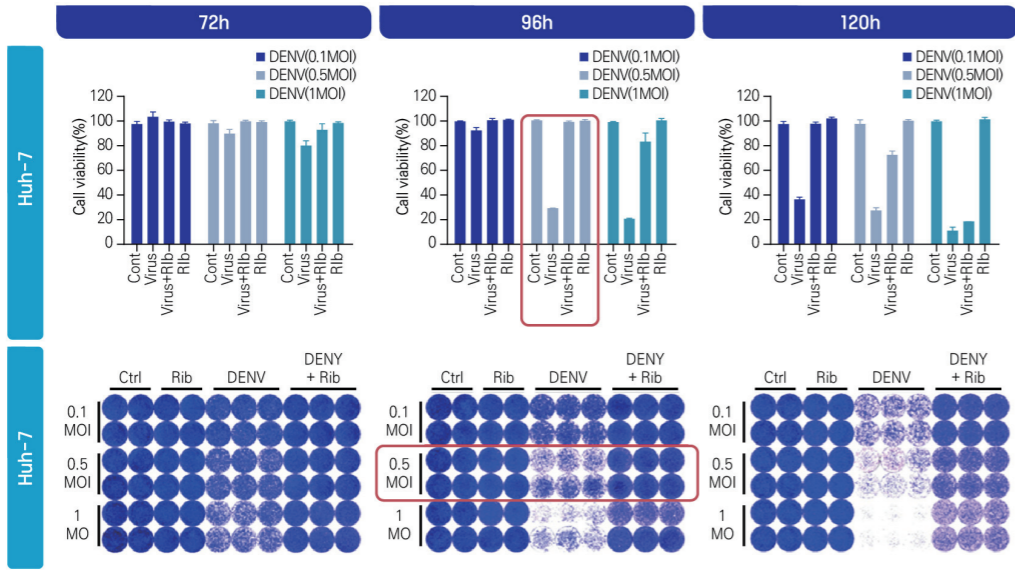 72h
96h
120h
Huh-7
DENV(0.1MOI)
DENV(0.5MOI)
DENV(1MOI)
Call viability(%)
120
100
80
60
40
20
0
Cont
Virus
Virus+RIb
RIb
Cont
Virus
Virus+RIb
RIb
Cont
Virus
Virus+RIb
RIb
DENV(0.1MOI)
DENV(0.5MOI)
DENV(1MOI)
Call viability(%)
120
100
80
60
40
20
0
Cont
Virus
Virus+RIb
RIb
Cont
Virus
Virus+RIb
RIb
Cont
Virus
Virus+RIb
RIb
DENV(0.1MOI)
DENV(0.5MOI)
DENV(1MOI)
Call viability(%)
120
100
80
60
40
20
0
Cont
Virus
Virus+RIb
RIb
Cont
Virus
Virus+RIb
RIb
Cont
Virus
Virus+RIb
RIb
Huh-7
Ctrl Rib DENV DENY
+ Rib
0.1
MOI
0.5
MOI
1
MO
Ctrl Rib DENV DENY
+ Rib
0.1
MOI
0.5
MOI
1
MO
Ctrl Rib DENV DENY
+ Rib
0.1
MOI
0.5
MOI
1
MO